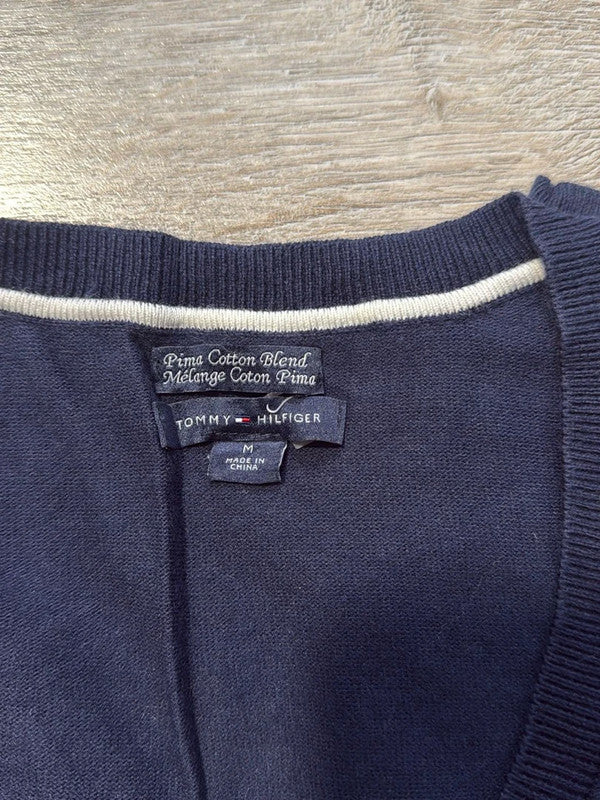 Pima Cotton Blend
Mélange Coton Pima
TOMMY HILFIGER
M
MADE IN
CHINA